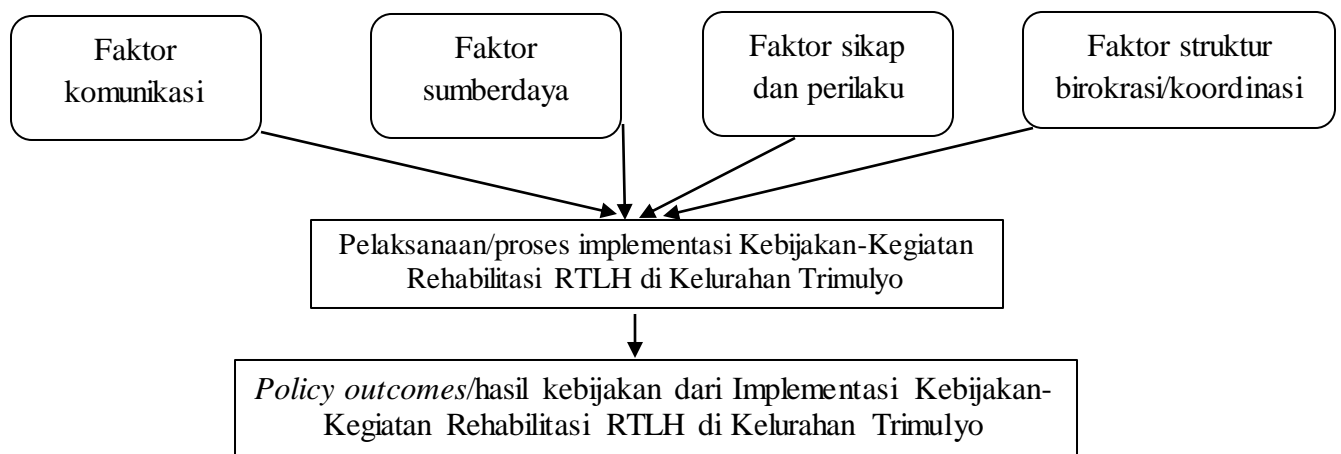 Faktor
komunikasi
Faktor
sumberdaya
Faktor sikap
dan perilaku
Faktor struktur
birokrasi/koordinasi
Pelaksanaan/proses implementasi Kebijakan-Kegiatan
Rehabilitasi RTLH di Kelurahan Trimulyo
Policy outcomes/hasil kebijakan dari Implementasi Kebijakan-
Kegiatan Rehabilitasi RTLH di Kelurahan Trimulyo